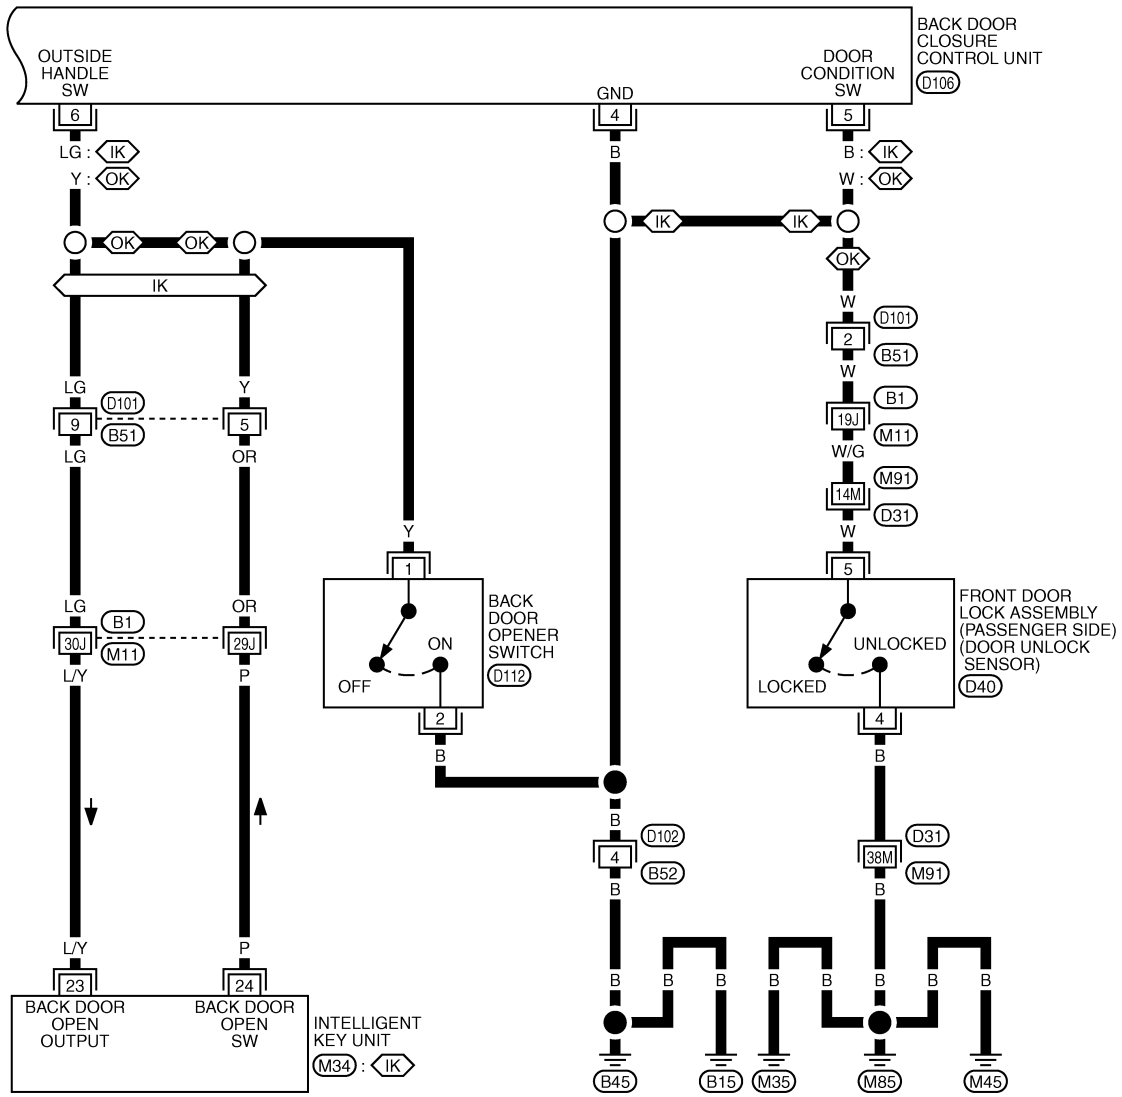 BACK DOOR
CLOSURE
CONTROL UNIT
D106
OUTSIDE
HANDLE
SW
GND
DOOR
CONDITION
SW
6
4
5
LG : IK
B
B : IK
Y : OK
W : OK
IK IK
OK OK
OK
IK
W
D101
2
B51
W
LG Y
D101
9 5
B51
LG OR
B1
19J
M11
W/G
M91
14M
D31
Y
W
1
5
LG OR
B1
30J 29J
M11
L/Y P
BACK
DOOR
OPENER
SWITCH
D112
ON
OFF
2
B
FRONT DOOR
LOCK ASSEMBLY
(PASSENGER SIDE)
(DOOR UNLOCK
SENSOR)
D40
UNLOCKED
LOCKED
4
B
B
D102
4
B52
B
D31
38M
M91
B
L/Y P
23 24
BACK DOOR
OPEN
OUTPUT
BACK DOOR
OPEN
SW
INTELLIGENT
KEY UNIT
M34 : IK
B B B B B B B B
B45 B15 M35 M85 M45